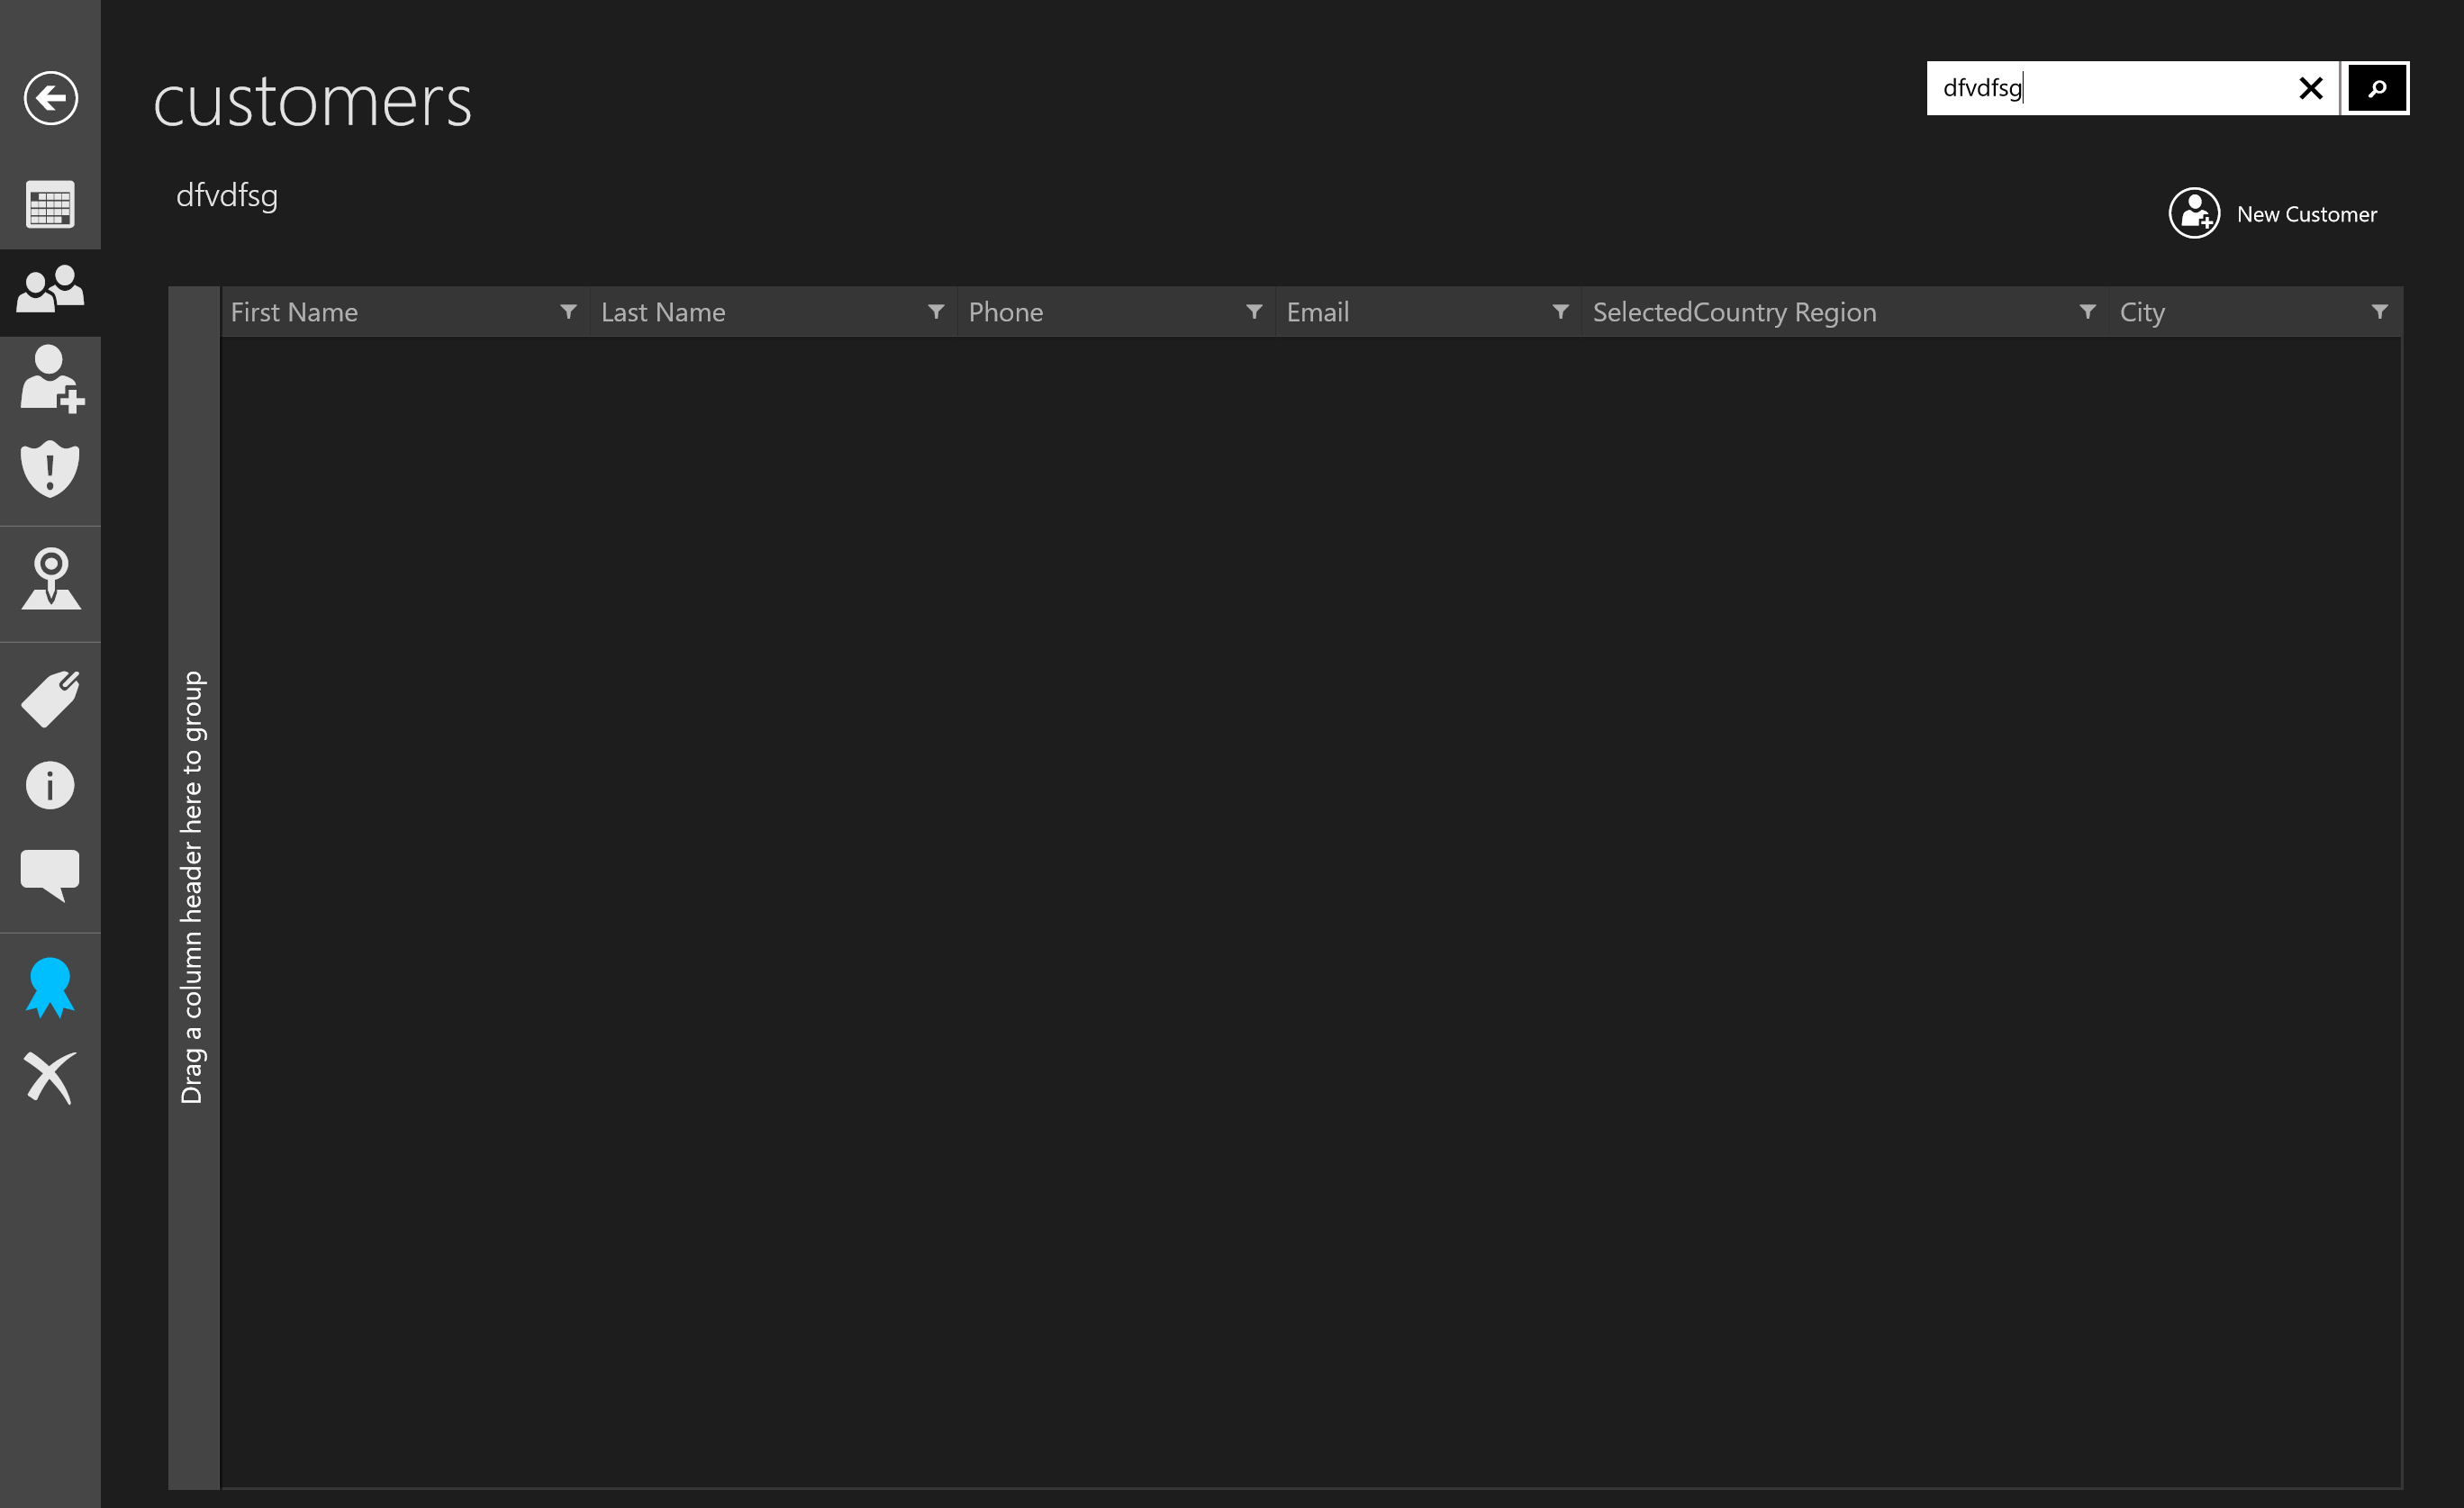 customers
dfvdfsg
dfvdfsg
New Customer
First Name Last Name Phone Email SelectedCountry Region City
Drag a column header here to group